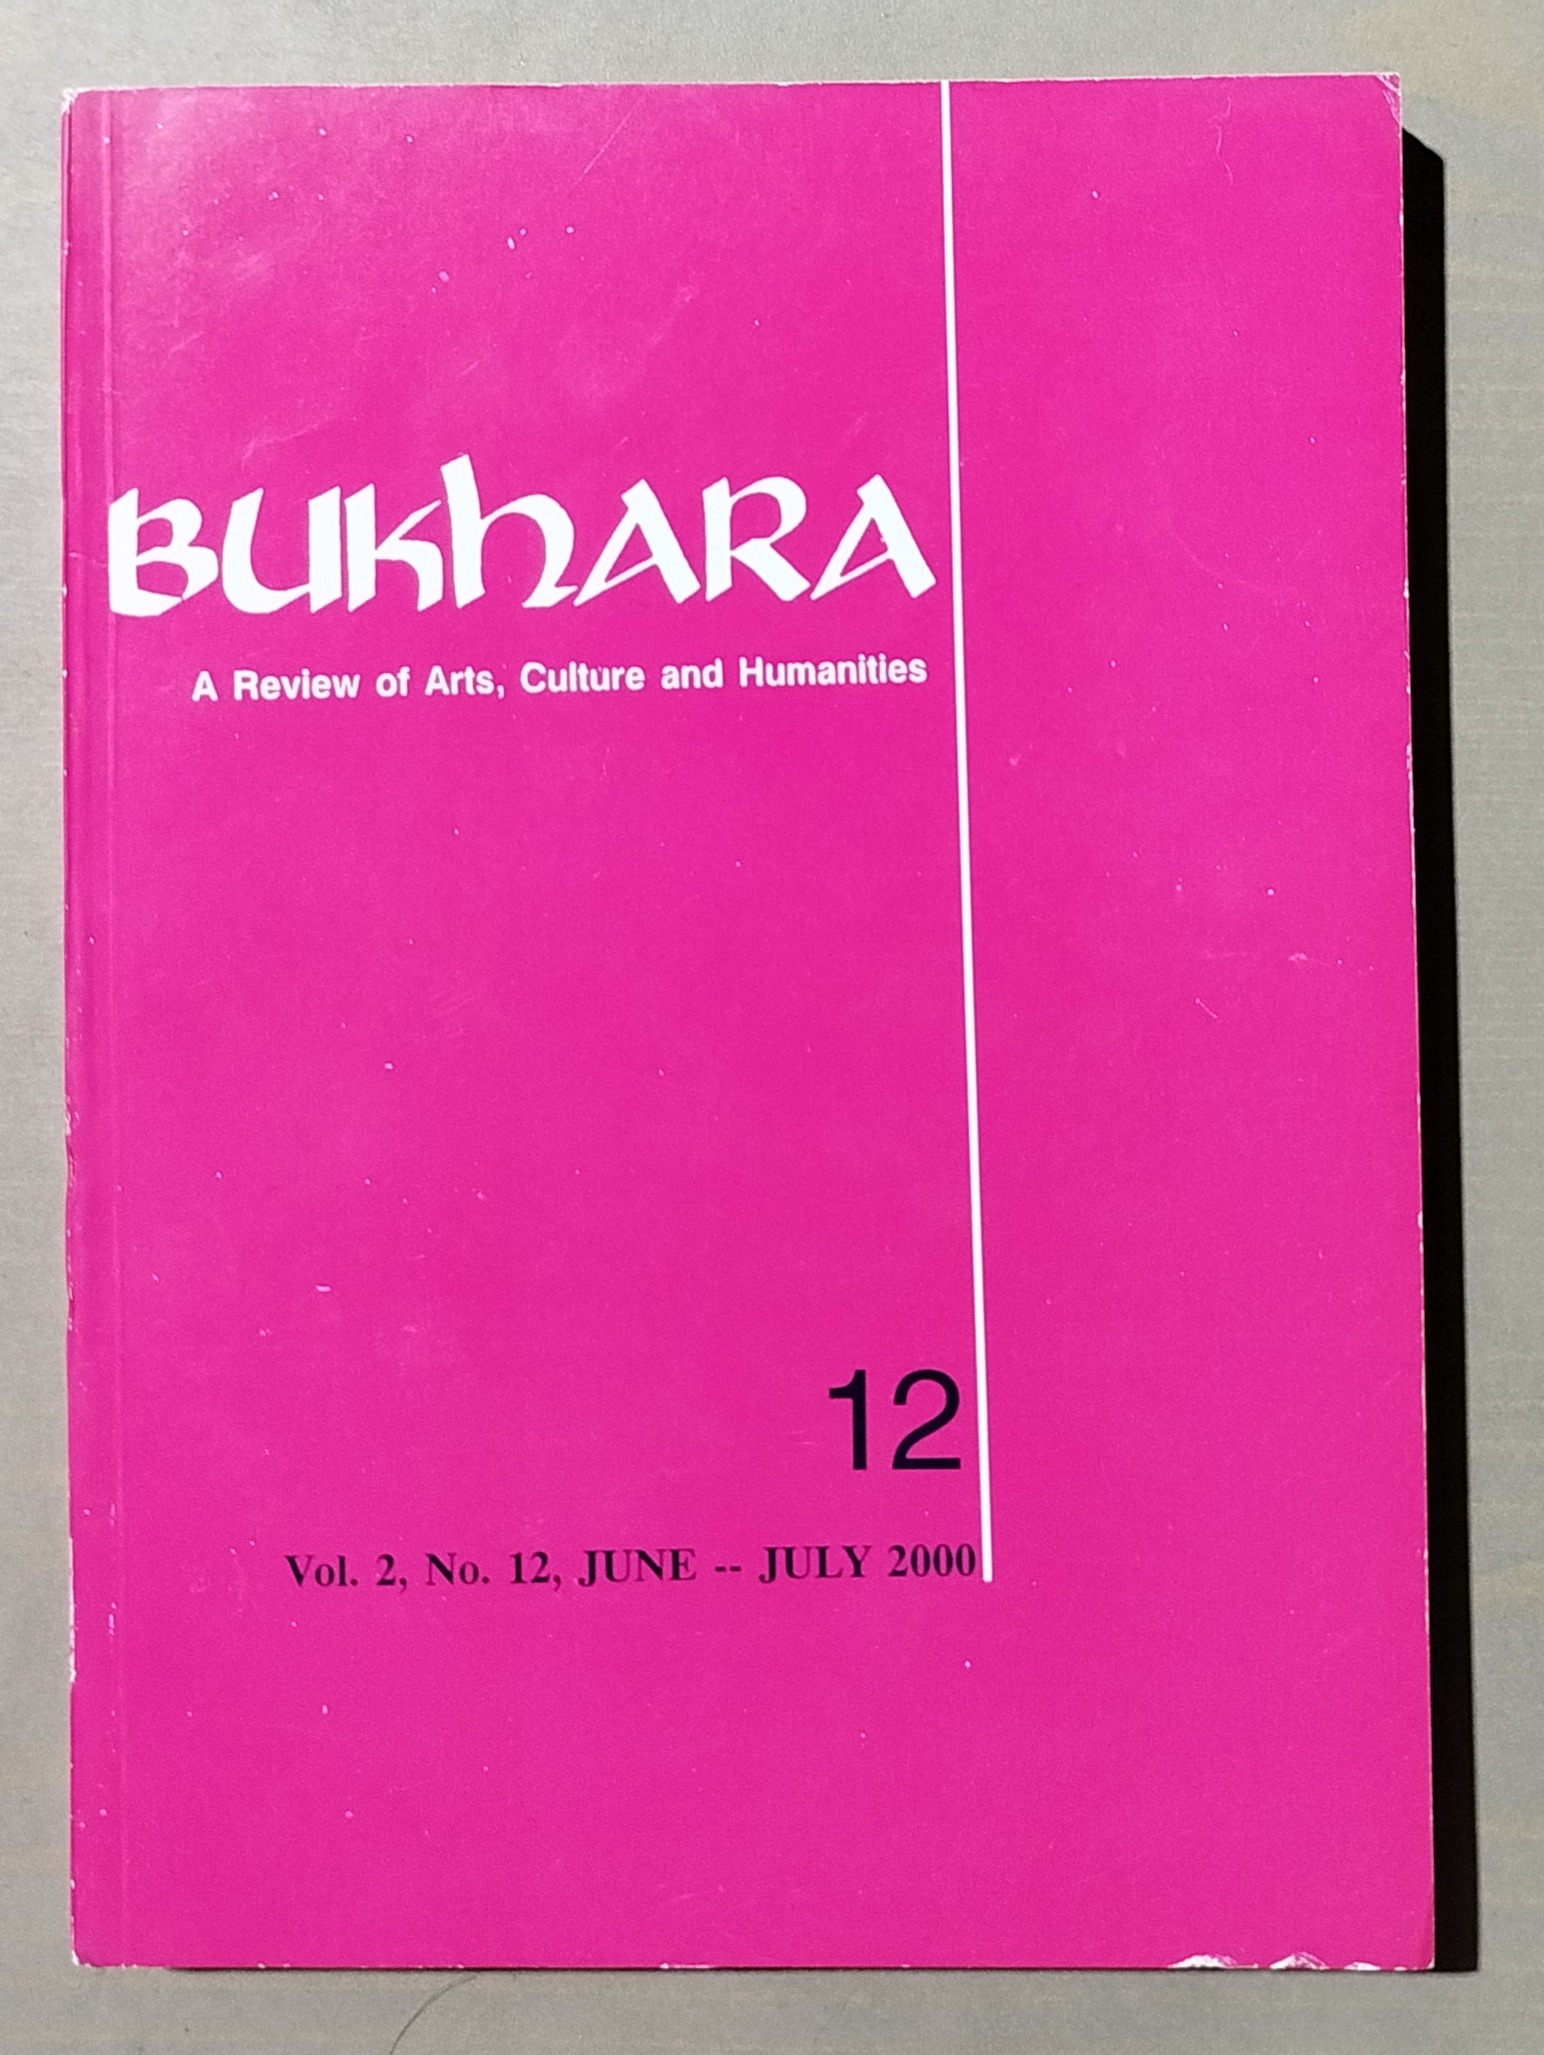 BUKHARA
A Review of Arts, Culture and Humanities
12
Vol. 2, No. 12, JUNE -- JULY 2000